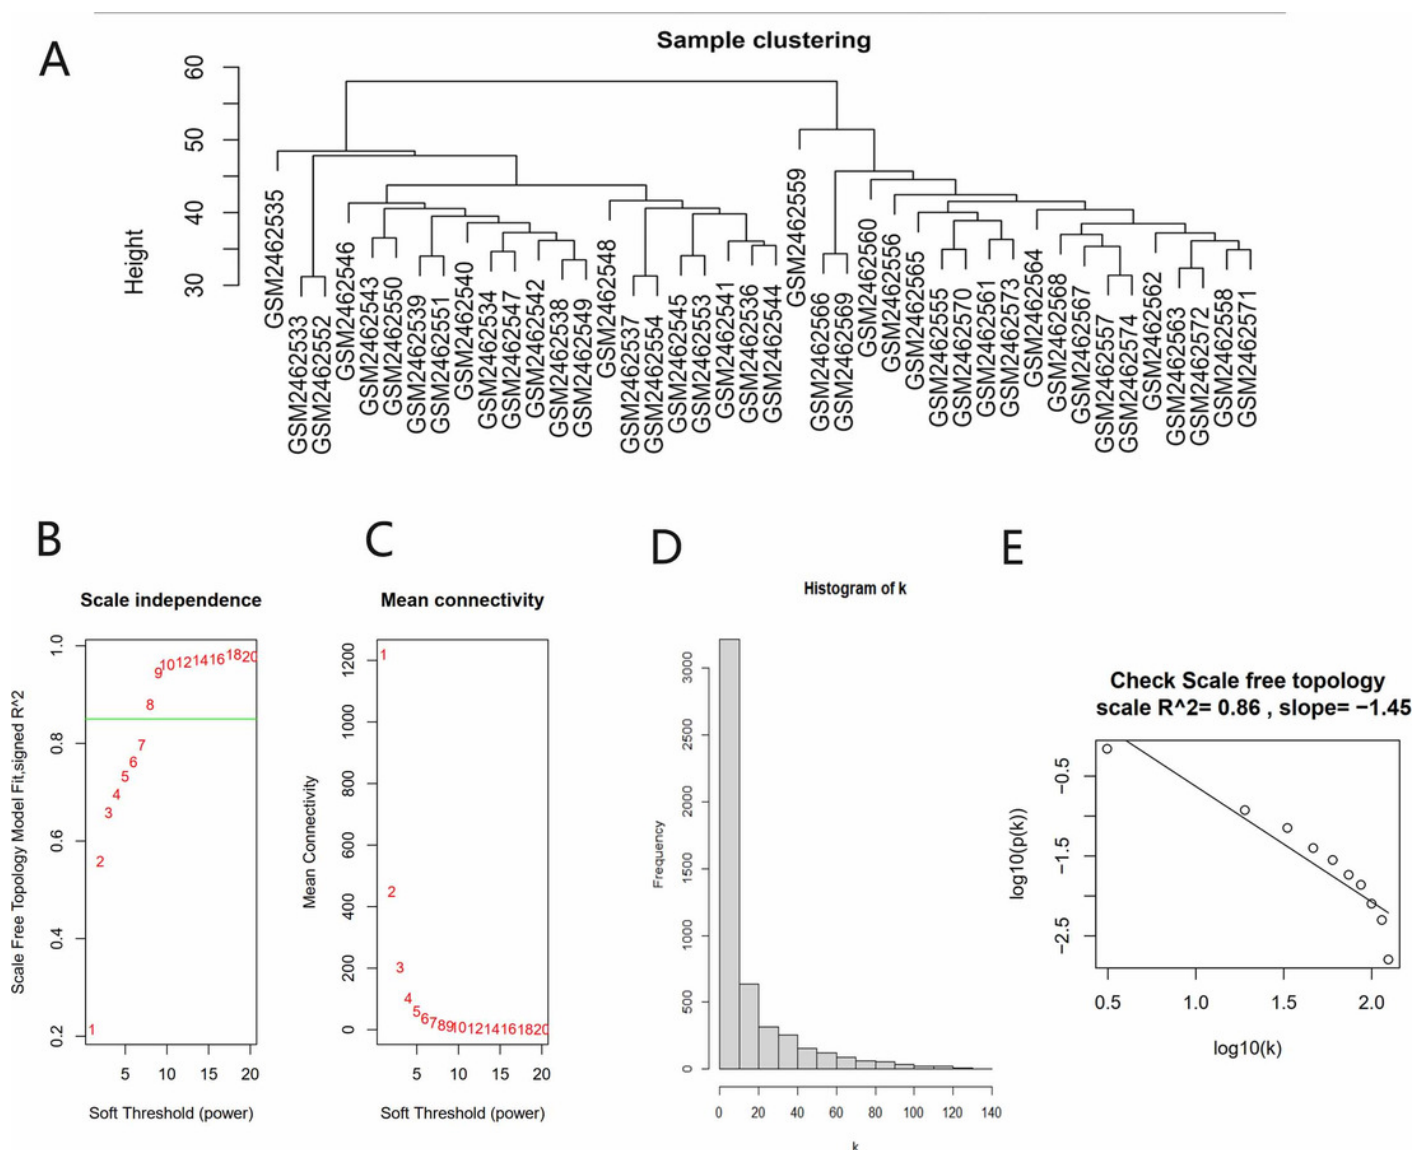 A
Sample clustering
Height
60
50
40
30
GSM2462535
GSM2462533
GSM2462552
GSM2462546
GSM2462543
GSM2462550
GSM2462539
GSM2462551
GSM2462540
GSM2462534
GSM2462547
GSM2462542
GSM2462538
GSM2462549
GSM2462548
GSM2462537
GSM2462554
GSM2462545
GSM2462553
GSM2462541
GSM2462536
GSM2462544
GSM2462559
GSM2462566
GSM2462569
GSM2462560
GSM2462556
GSM2462565
GSM2462555
GSM2462570
GSM2462561
GSM2462573
GSM2462564
GSM2462568
GSM2462567
GSM2462557
GSM2462574
GSM2462562
GSM2462563
GSM2462572
GSM2462558
GSM2462571
B
Scale independence
Scale Free Topology Model Fit,signed R^2
1.0
0.8
0.6
0.4
0.2
1
2
3
4
5
6
7
8
9
10 12 14 16 18 20
5 10 15 20
Soft Threshold (power)
C
Mean connectivity
Mean Connectivity
1200
1000
800
600
400
200
0
1
2
3
4
5
6
7
8
9
10 12 14 16 18 20
5 10 15 20
Soft Threshold (power)
D
Histogram of k
Frequency
3000
2500
2000
1500
1000
500
0
0 20 40 60 80 100 120 140
k
E
Check Scale free topology
scale R^2= 0.86 , slope= −1.45
log10(p(k))
−0.5
−1.5
−2.5
0.5 1.0 1.5 2.0
log10(k)